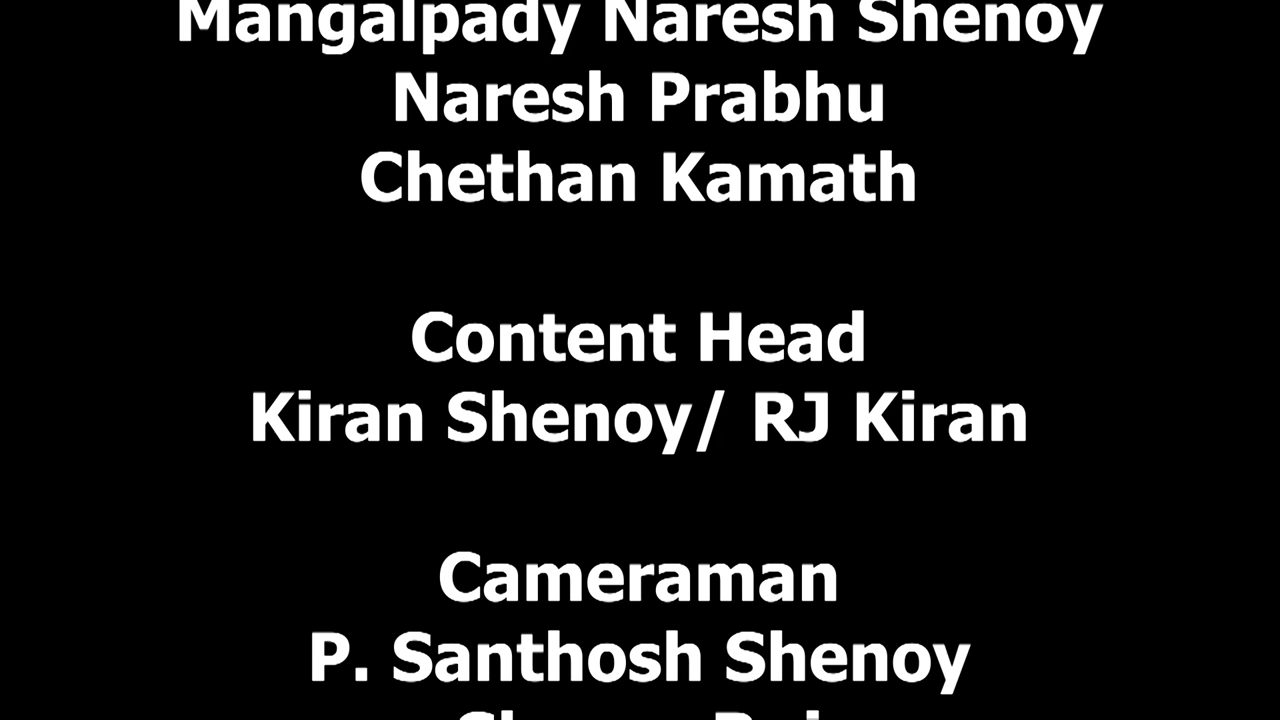 Mangalpady Naresh Shenoy
Naresh Prabhu
Chethan Kamath
Content Head
Kiran Shenoy/ RJ Kiran
Cameraman
P. Santhosh Shenoy